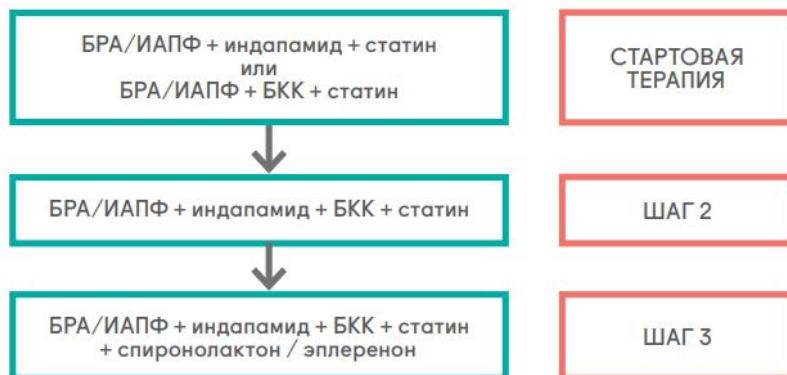 БРА/ИАПФ + индапамид + статин
или
БРА/ИАПФ + БКК + статин
СТАРТОВАЯ
ТЕРАПИЯ
БРА/ИАПФ + индапамид + БКК + статин
ШАГ 2
БРА/ИАПФ + индапамид + БКК + статин
+ спиронолактон / эплеренон
ШАГ 3